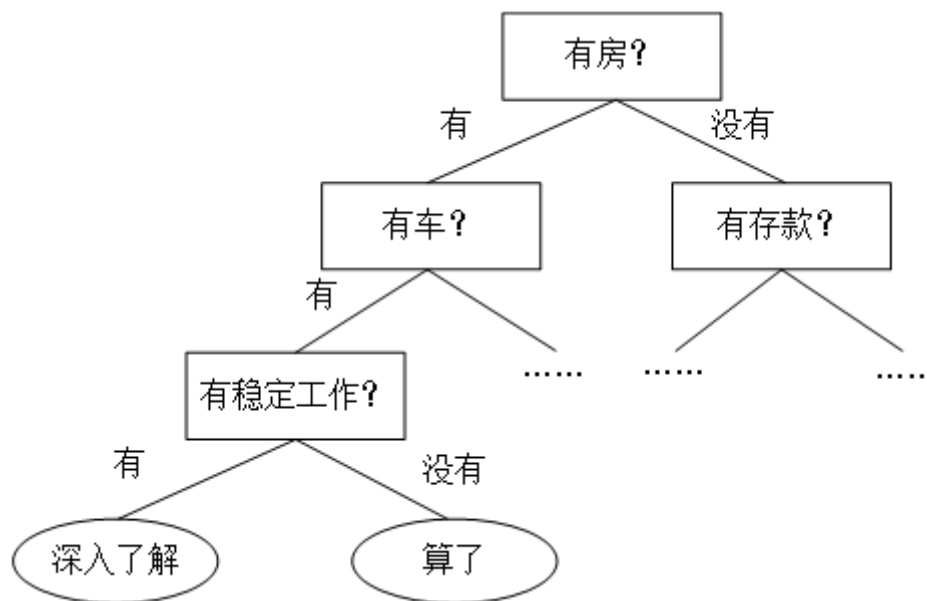 有房?
有
没有
有车?
有存款?
有
……
……
……
有稳定工作?
有
没有
深入了解
算了